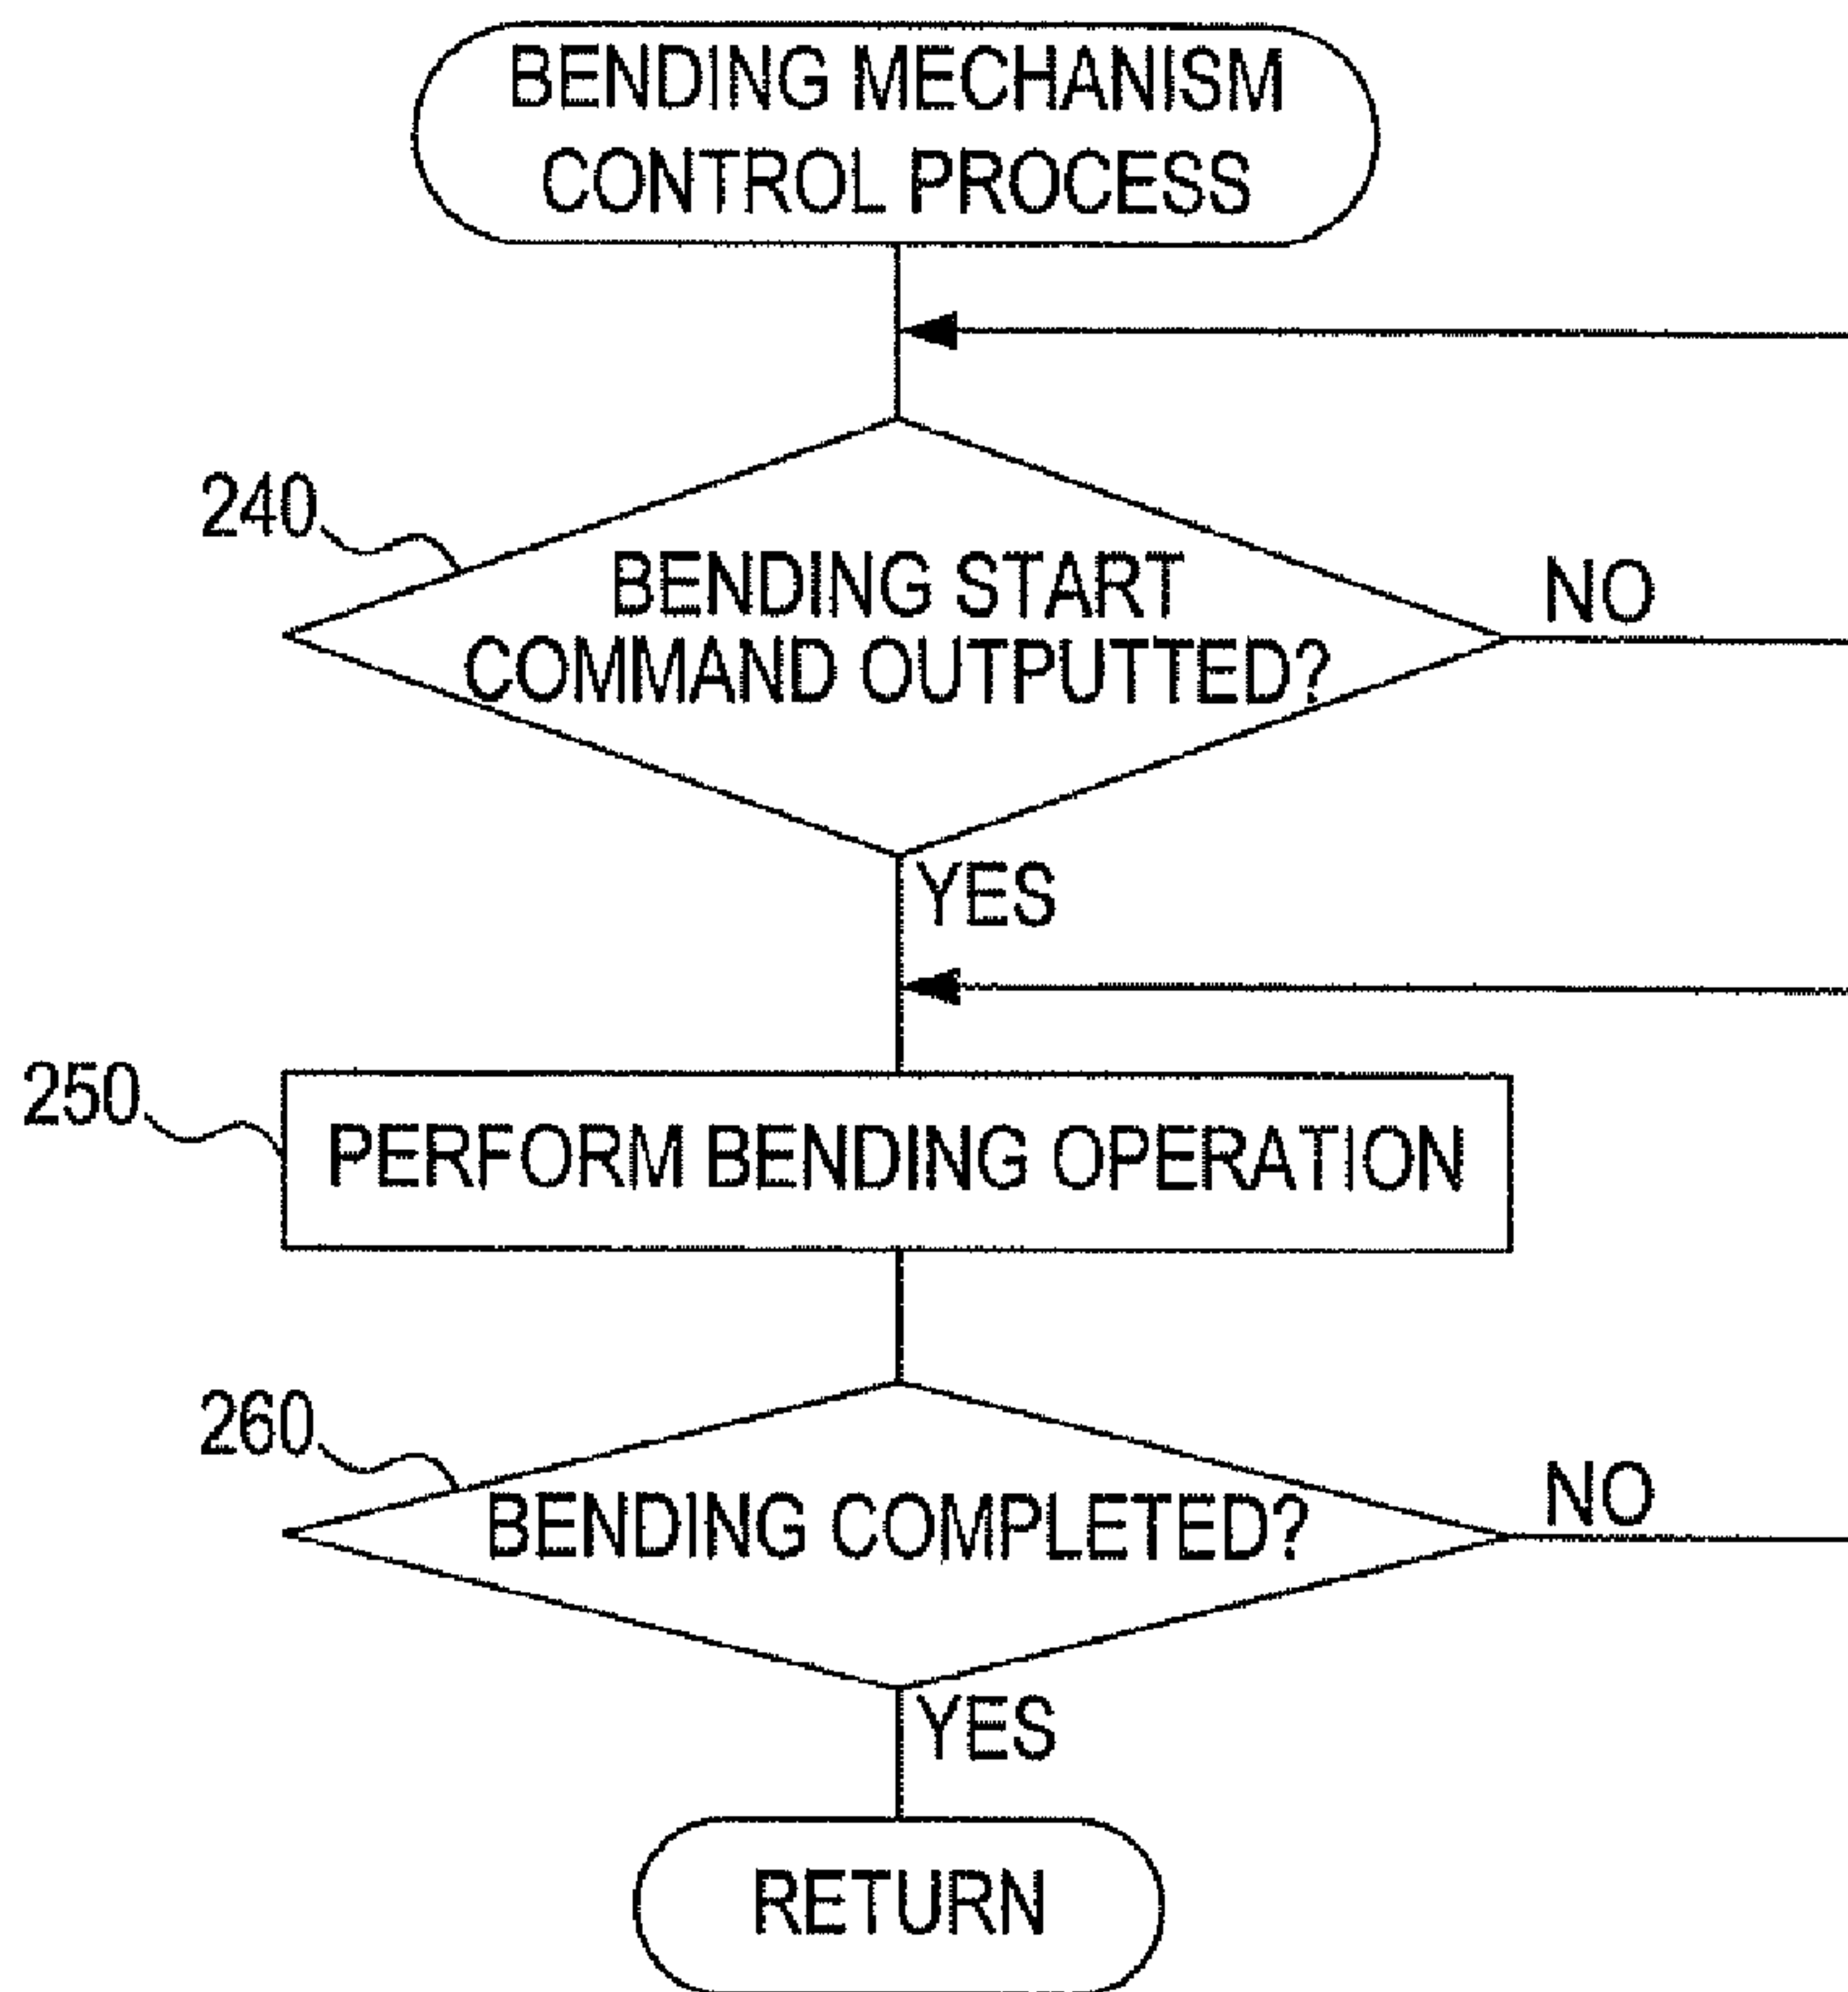 BENDING MECHANISM
CONTROL PROCESS
240
BENDING START
COMMAND OUTPUTTED?
NO
YES
250
PERFORM BENDING OPERATION
260
BENDING COMPLETED?
NO
YES
RETURN